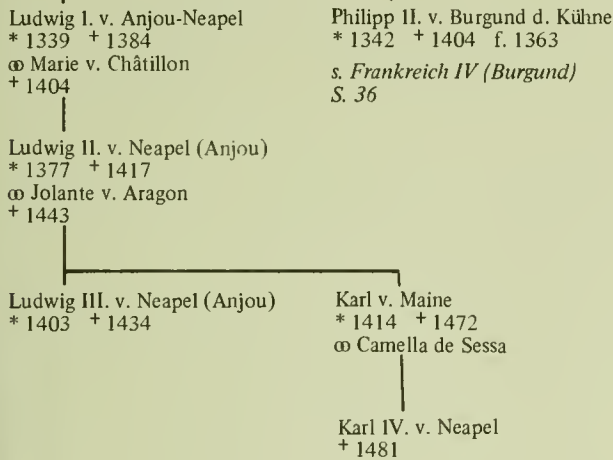 Ludwig I. v. Anjou-Neapel
* 1339 + 1384
⚭ Marie v. Châtillon
+ 1404
Philipp II. v. Burgund d. Kühne
* 1342 + 1404 f. 1363
s. Frankreich IV (Burgund)
S. 36
Ludwig II. v. Neapel (Anjou)
* 1377 + 1417
⚭ Jolante v. Aragon
+ 1443
Ludwig III. v. Neapel (Anjou)
* 1403 + 1434
Karl v. Maine
* 1414 + 1472
⚭ Camella de Sessa
Karl IV. v. Neapel
+ 1481